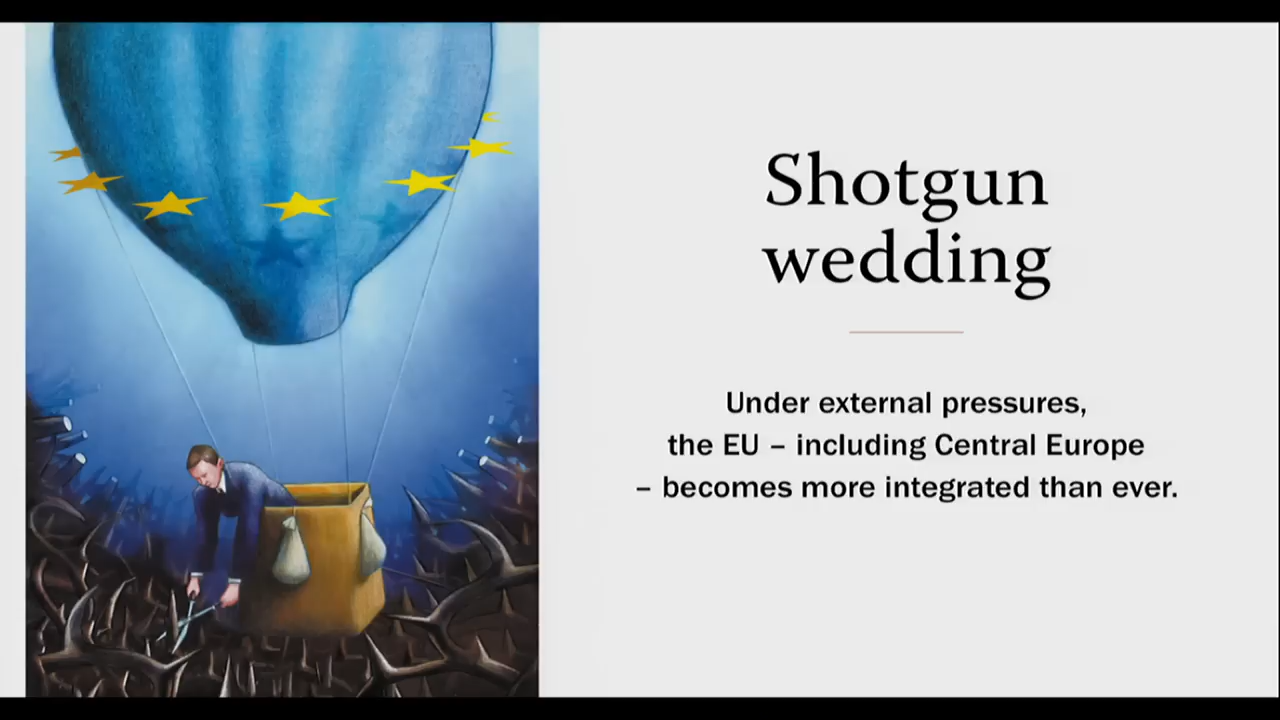 Shotgun
wedding
Under external pressures,
the EU – including Central Europe
– becomes more integrated than ever.